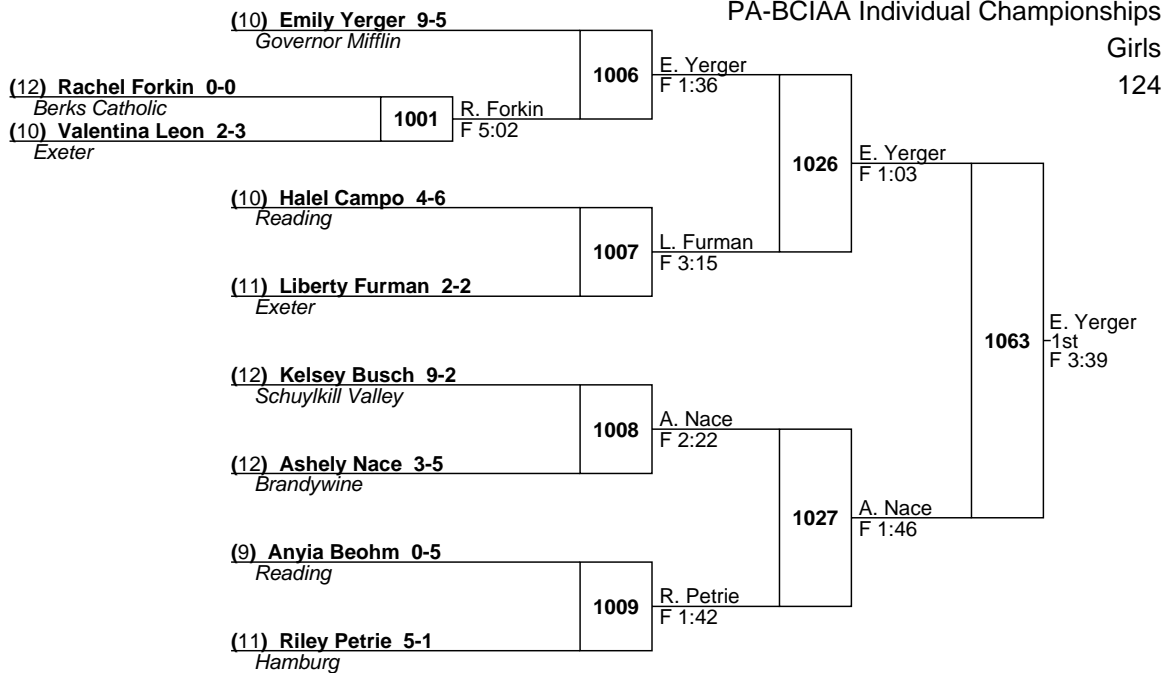 PA-BCIAA Individual Championships
Girls
124
(10) Emily Yerger 9-5
Governor Mifflin
1006
E. Yerger
F 1:36
(12) Rachel Forkin 0-0
Berks Catholic
1001
R. Forkin
F 5:02
(10) Valentina Leon 2-3
Exeter
1026
E. Yerger
F 1:03
(10) Halel Campo 4-6
Reading
1007
L. Furman
F 3:15
(11) Liberty Furman 2-2
Exeter
1063
E. Yerger
1st
F 3:39
(12) Kelsey Busch 9-2
Schuylkill Valley
1008
A. Nace
F 2:22
(12) Ashely Nace 3-5
Brandywine
1027
A. Nace
F 1:46
(9) Anyia Beohm 0-5
Reading
1009
R. Petrie
F 1:42
(11) Riley Petrie 5-1
Hamburg